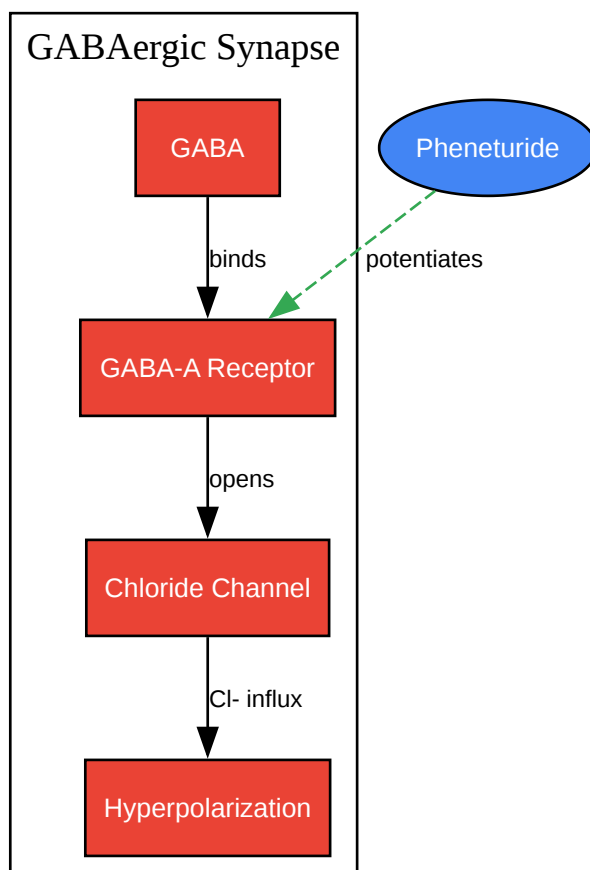 GABAergic Synapse
GABA
Pheneturide
binds
potentiates
GABA-A Receptor
opens
Chloride Channel
Cl- influx
Hyperpolarization